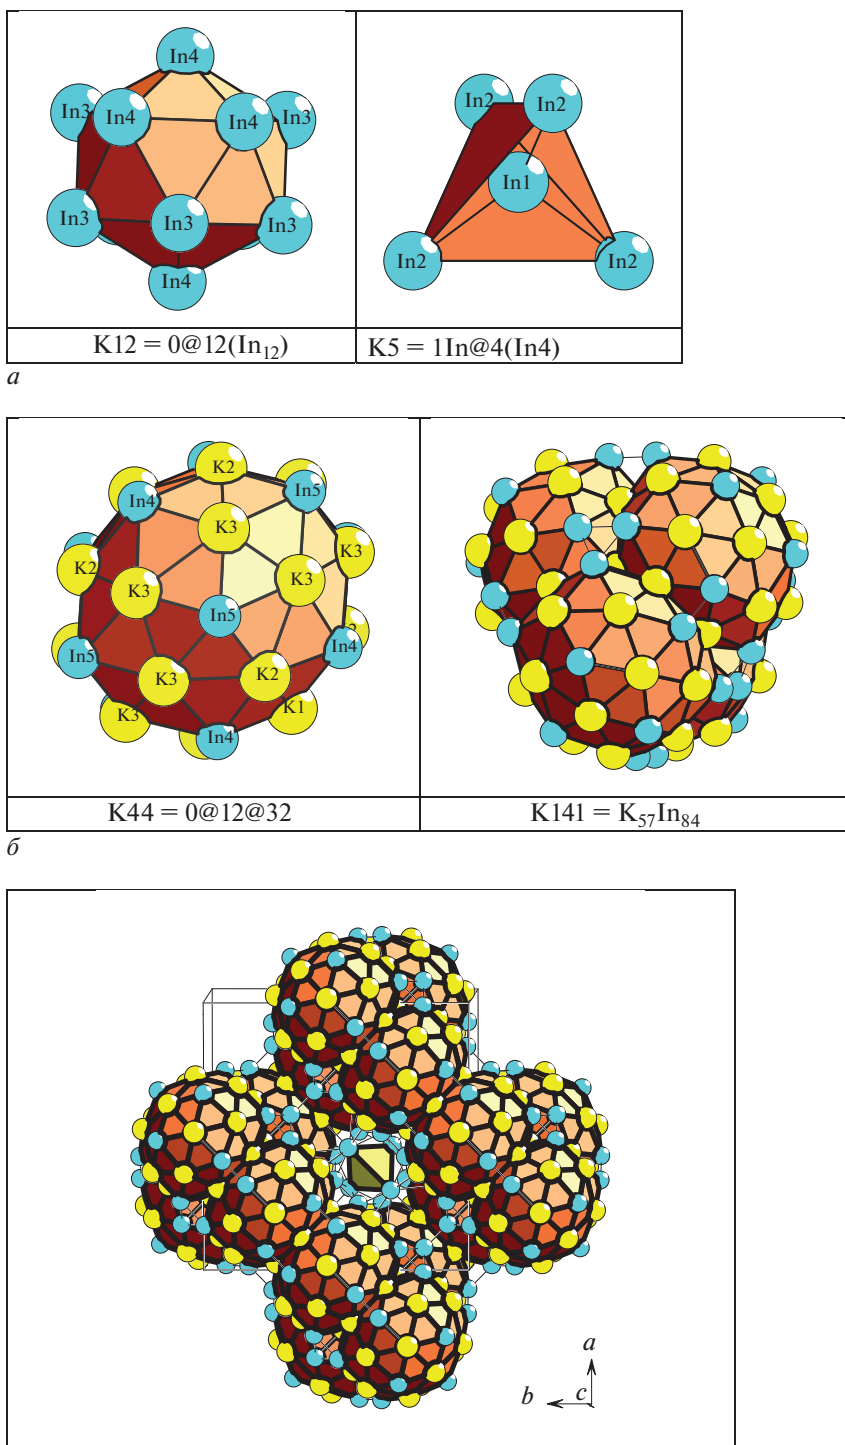 In4
In3 In4 In4 In3
In3 In3 In3
In4
In2 In2
In1
In2 In2
K12 = 0@12(In₁₂)
K5 = 1In@4(In4)
а
K2
In4 In5
K3
K2 K3
K3 K3
In5
In5 In4
K3 K2
K3 K1
In4
K44 = 0@12@32
K141 = K₅₇In₈₄
б
a
b c